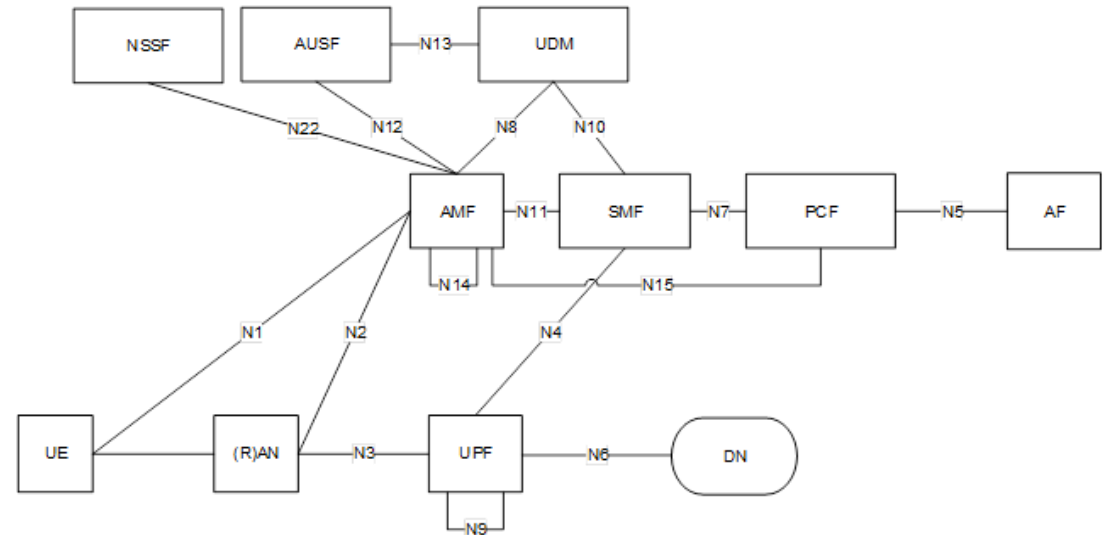 NSSF
AUSF
N13
UDM
N22
N12
N8
N10
AMF
N11
SMF
N7
PCF
N5
AF
N14
N15
N1
N2
N4
UE
(R)AN
N3
UPF
N6
DN
N9